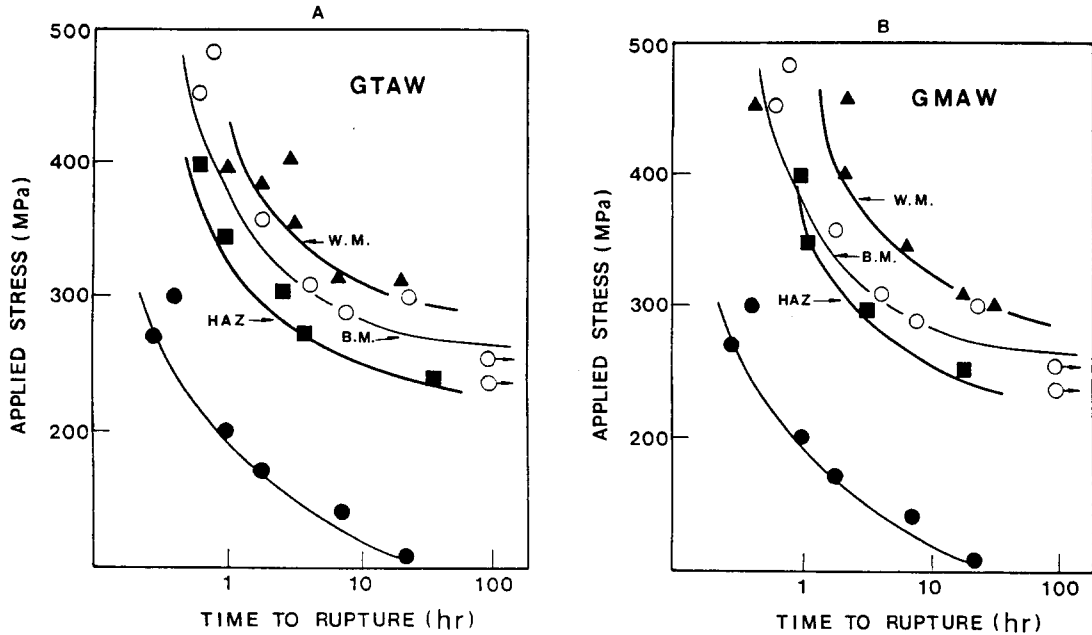 A
500
GTAW
400
300
200
W.M.
HAZ
B.M.
APPLIED STRESS (MPa)
1
10
100
TIME TO RUPTURE (hr)
B
500
GMAW
400
300
200
W.M.
B.M.
HAZ
APPLIED STRESS (MPa)
1
10
100
TIME TO RUPTURE (hr)